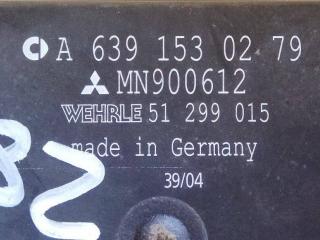 A 639 153 02 79
MN900612
WEHRLE 51 299 015
made in Germany
39/04